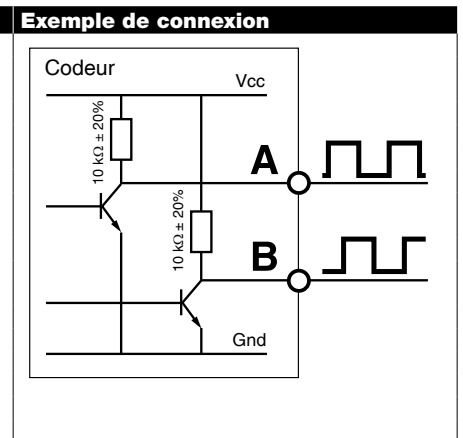 Exemple de connexion
Codeur
Vcc
10 kΩ ± 20%
A
10 kΩ ± 20%
B
Gnd